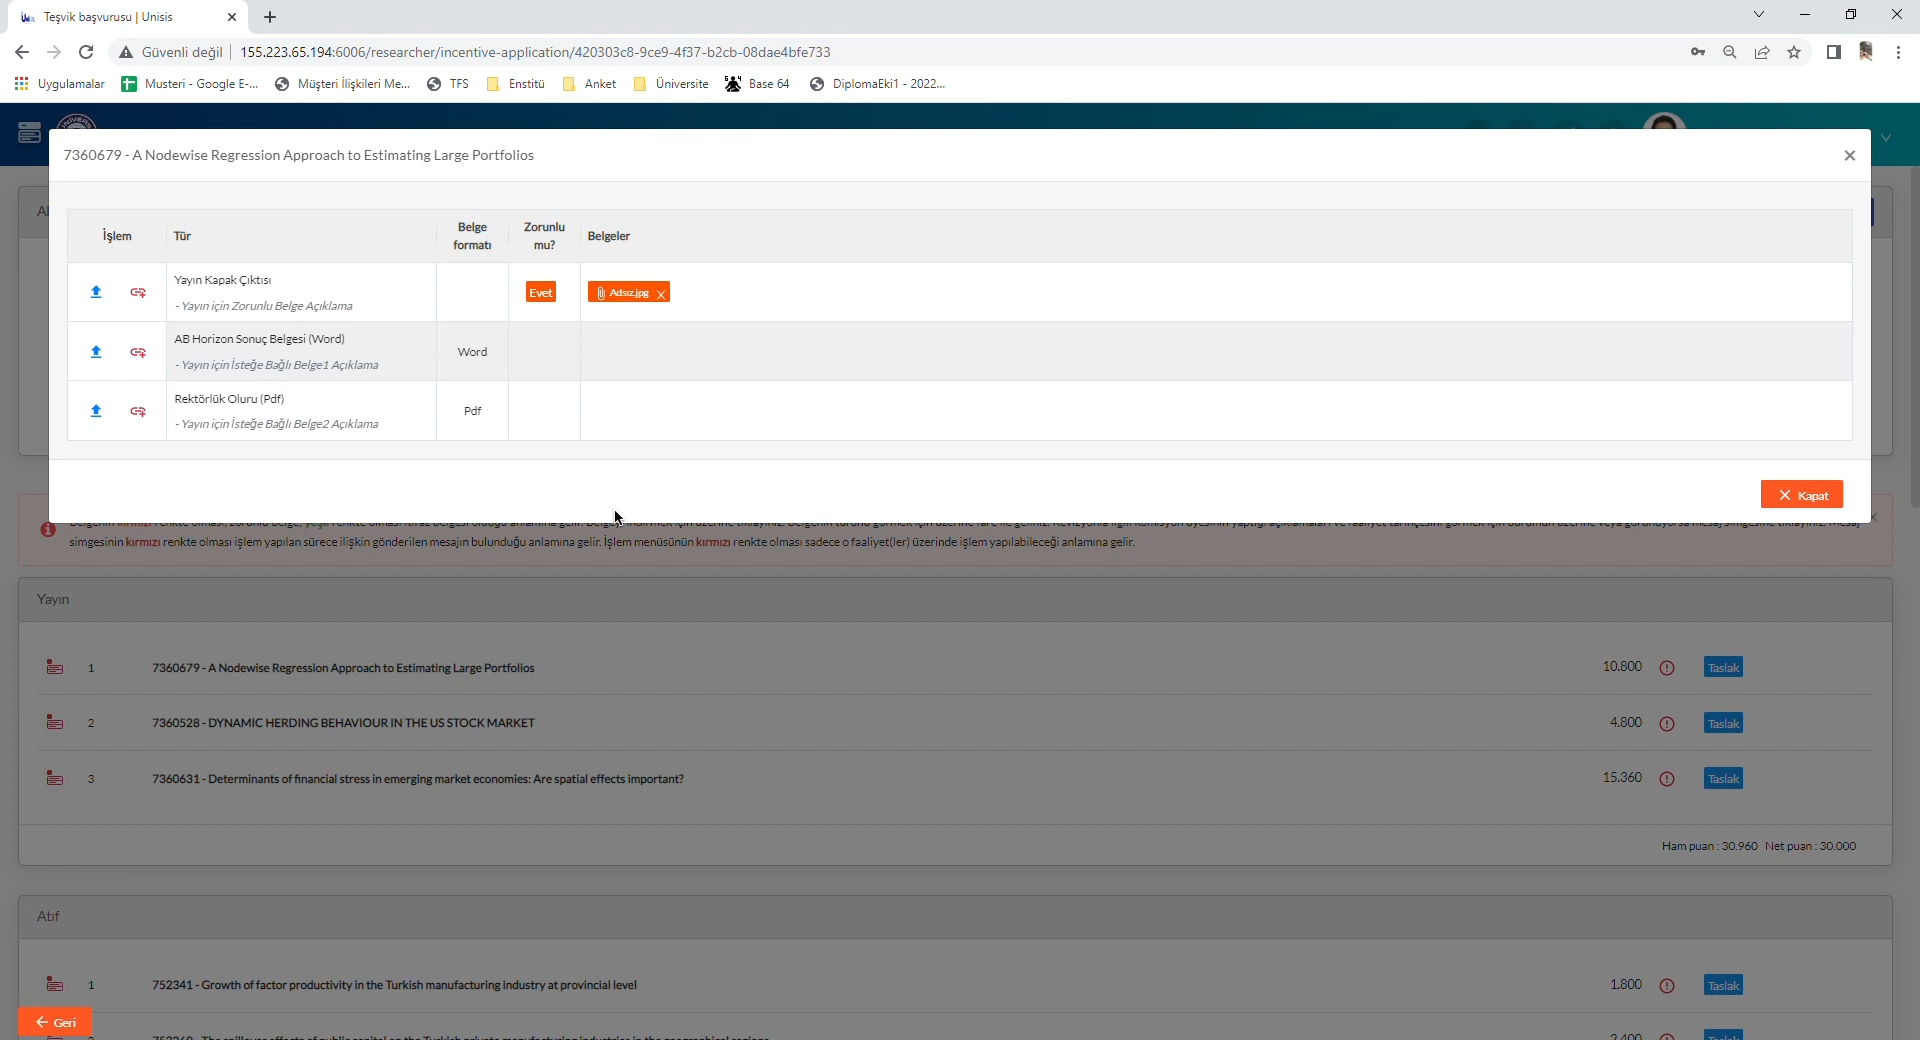 Teşvik başvurusu | Unisis
Güvenli değil
155.223.65.194:6006/researcher/incentive-application/420303c8-9ce9-4f37-b2cb-08dae4bfe733
Uygulamalar
Musteri - Google E-...
Müşteri İlişkileri Me...
TFS
Enstitü
Anket
Üniversite
Base 64
DiplomaEki1 - 2022...
7360679 - A Nodewise Regression Approach to Estimating Large Portfolios
İşlem
Tür
Belge formatı
Zorunlu mu?
Belgeler
Yayın Kapak Çıktısı
- Yayın için Zorunlu Belge Açıklama
Evet
Adsız.jpg
AB Horizon Sonuç Belgesi (Word)
- Yayın için İsteğe Bağlı Belge1 Açıklama
Word
Rektörlük Oluru (Pdf)
- Yayın için İsteğe Bağlı Belge2 Açıklama
Pdf
Kapat
simgesinin kırmızı renkte olması işlem yapılan sürece ilişkin gönderilen mesajın bulunduğu anlamına gelir. İşlem menüsünün kırmızı renkte olması sadece o faaliyet(ler) üzerinde işlem yapılabileceği anlamına gelir.
Yayın
1 7360679 - A Nodewise Regression Approach to Estimating Large Portfolios 10.800 Taslak
2 7360528 - DYNAMIC HERDING BEHAVIOUR IN THE US STOCK MARKET 4.800 Taslak
3 7360631 - Determinants of financial stress in emerging market economies: Are spatial effects important? 15.360 Taslak
Ham puan : 30.960 Net puan : 30.000
Atıf
1 752341 - Growth of factor productivity in the Turkish manufacturing industry at provincial level 1.800 Taslak
Geri